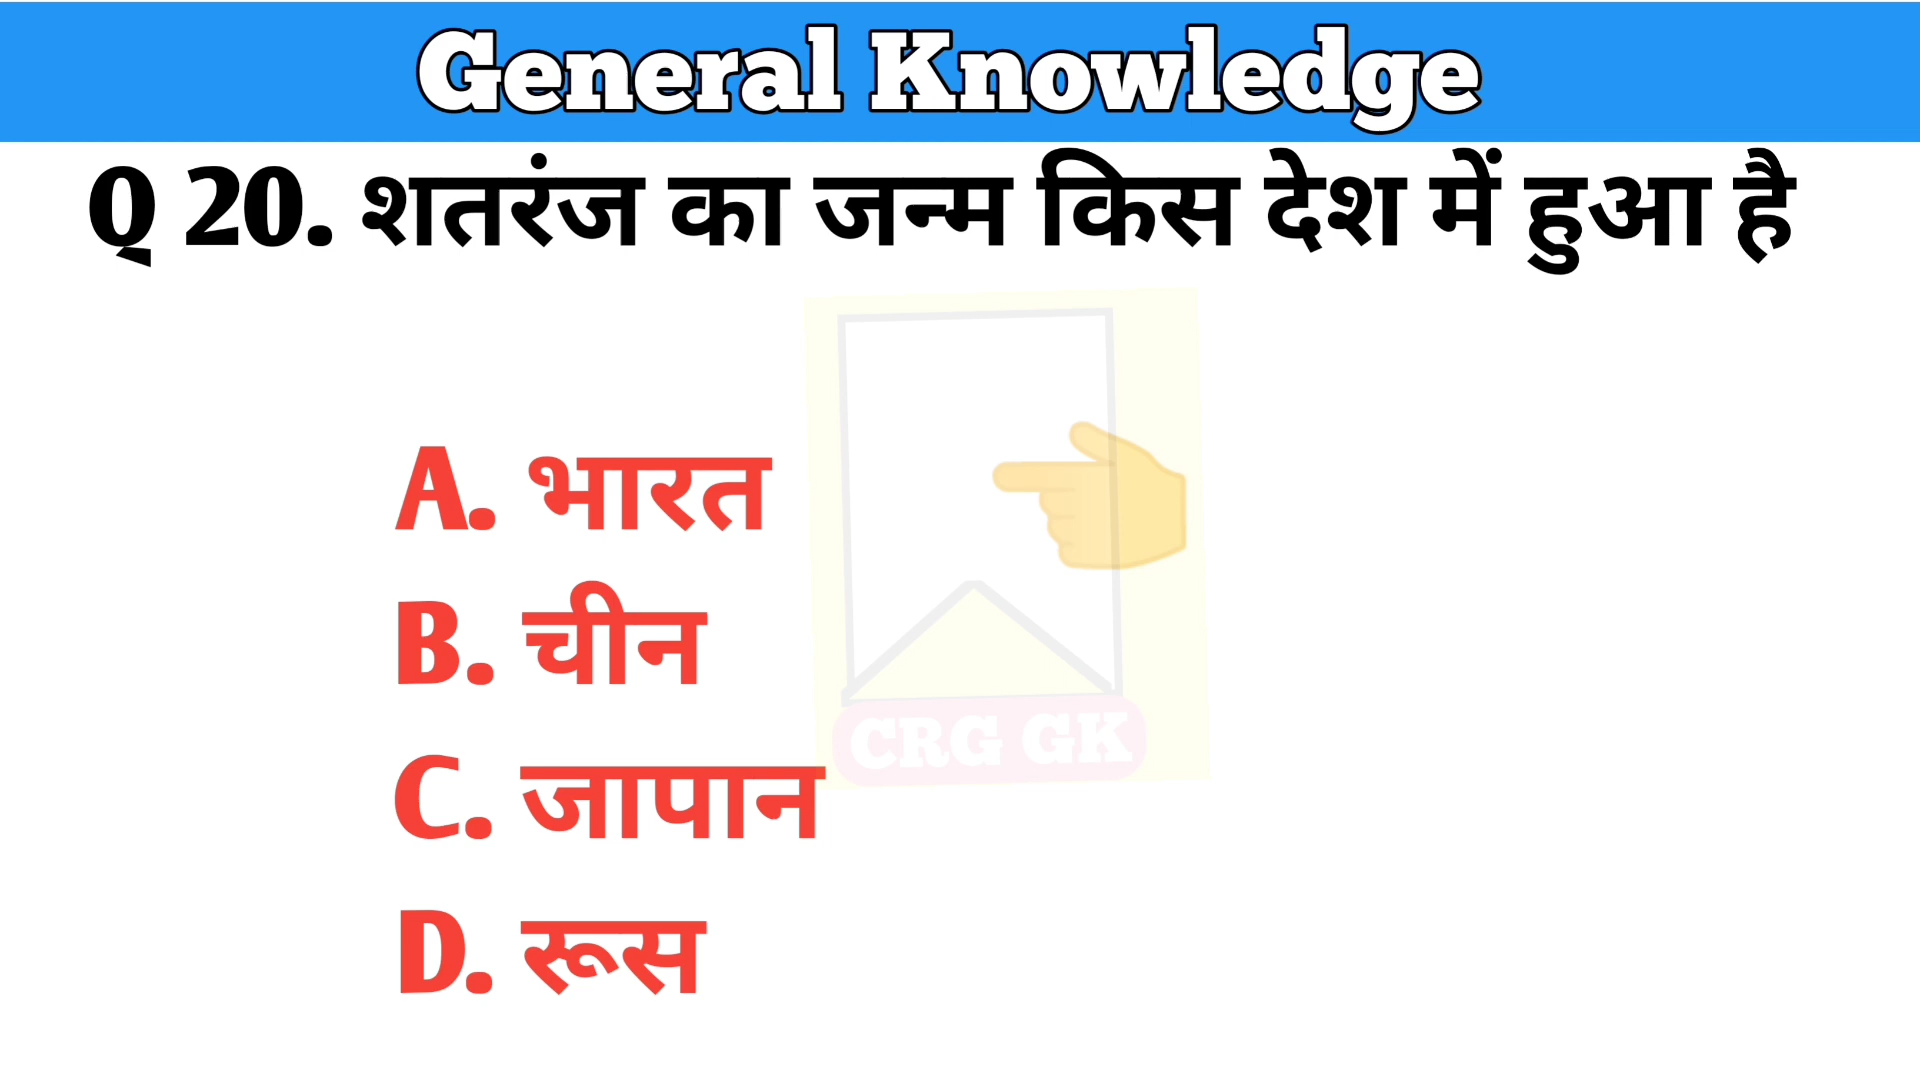 General Knowledge
Q 20. शतरंज का जन्म किस देश में हुआ है
A. भारत
B. चीन
CRG GK
C. जापान
D. रूस